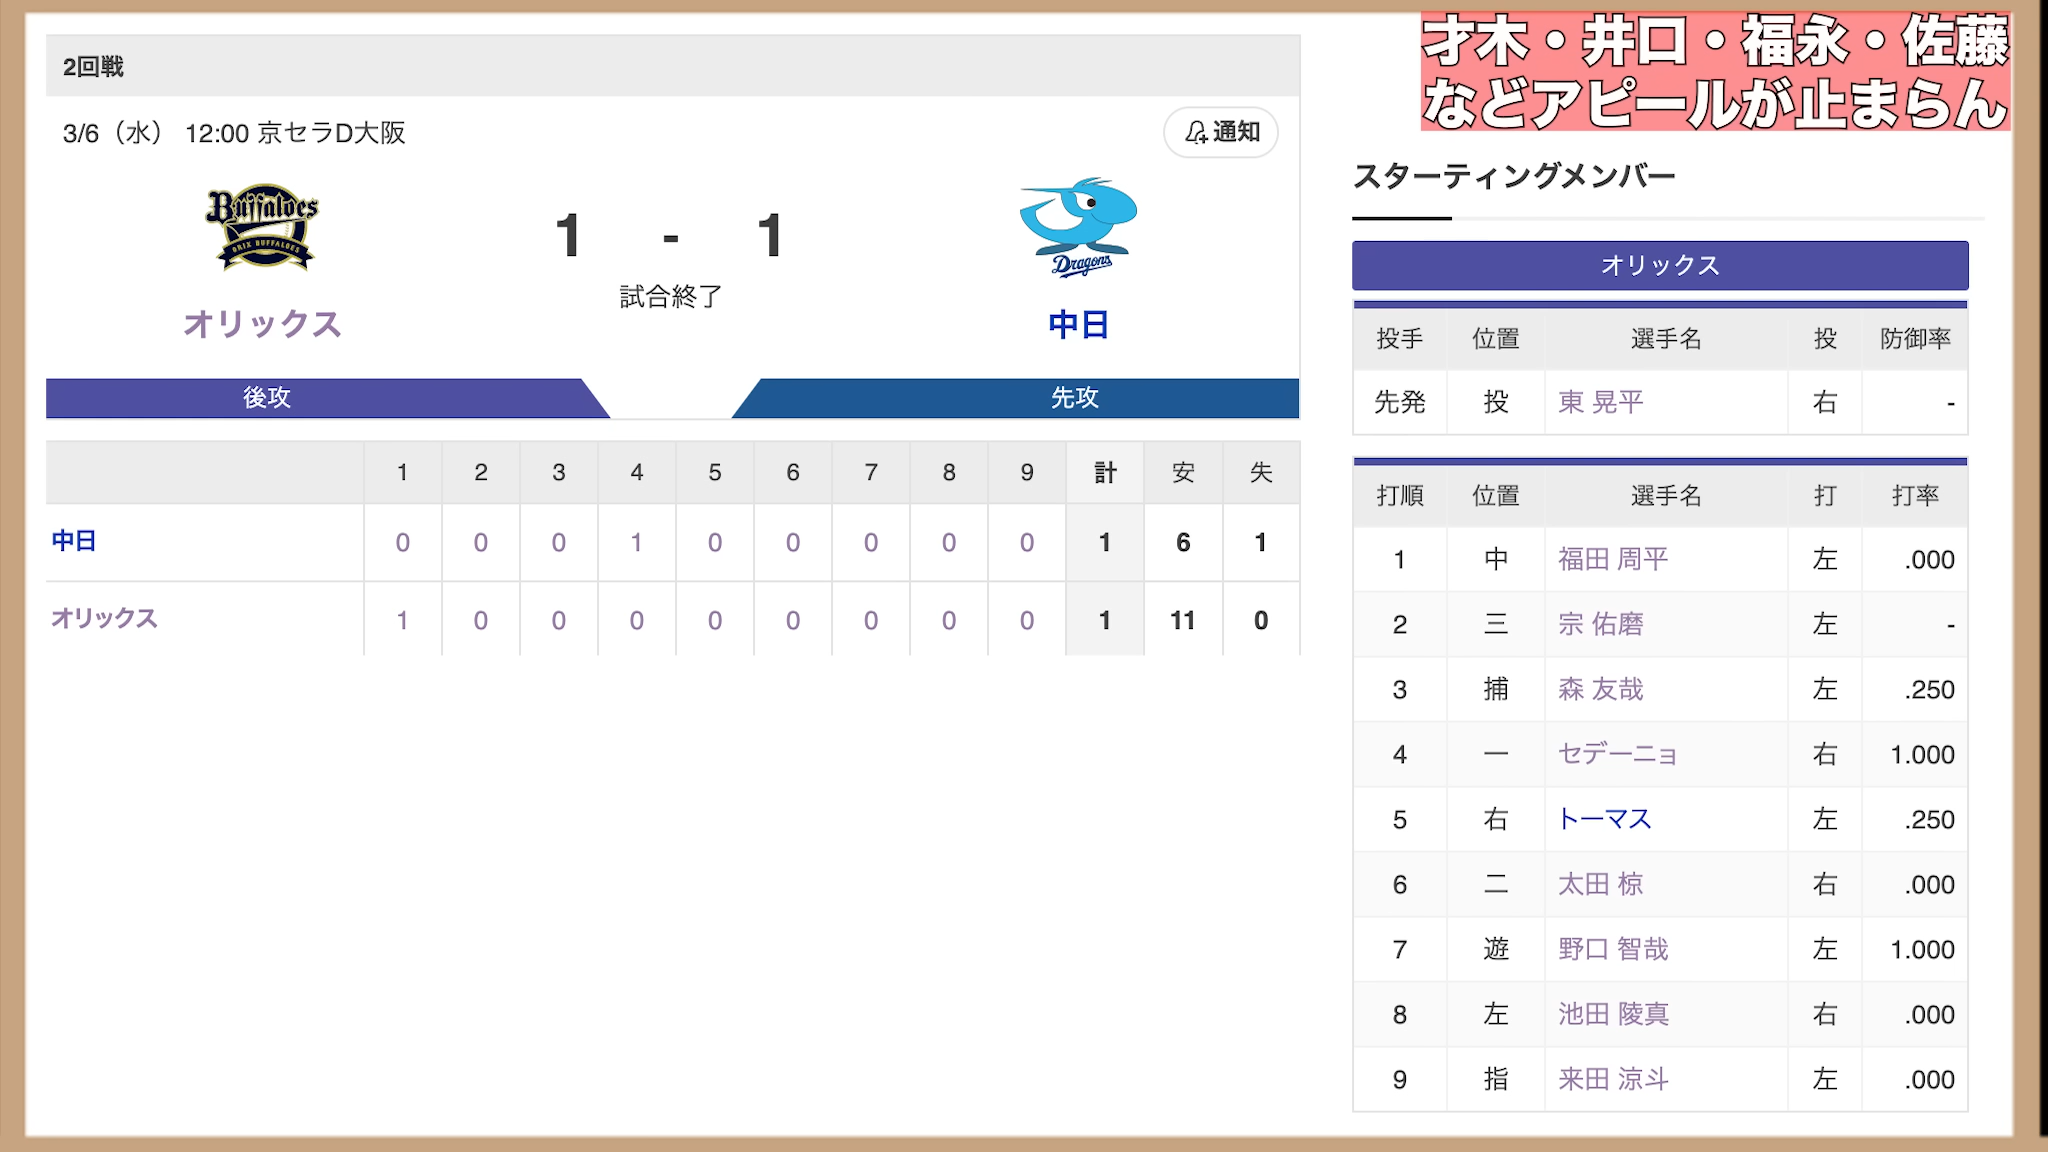 才木・井口・福永・佐藤
などアピールが止まらん
2回戦
3/6（水） 12:00 京セラD大阪
通知
Buffaloes
ORIX BUFFALOES
オリックス
1 - 1
試合終了
Dragons
中日
後攻 先攻
1 2 3 4 5 6 7 8 9 計 安 失
中日 0 0 0 1 0 0 0 0 0 1 6 1
オリックス 1 0 0 0 0 0 0 0 0 1 11 0
スターティングメンバー
オリックス
投手 位置 選手名 投 防御率
先発 投 東 晃平 右 -
打順 位置 選手名 打 打率
1 中 福田 周平 左 .000
2 三 宗 佑磨 左 -
3 捕 森 友哉 左 .250
4 一 セデーニョ 右 1.000
5 右 トーマス 左 .250
6 二 太田 椋 右 .000
7 遊 野口 智哉 左 1.000
8 左 池田 陵真 右 .000
9 指 来田 涼斗 左 .000